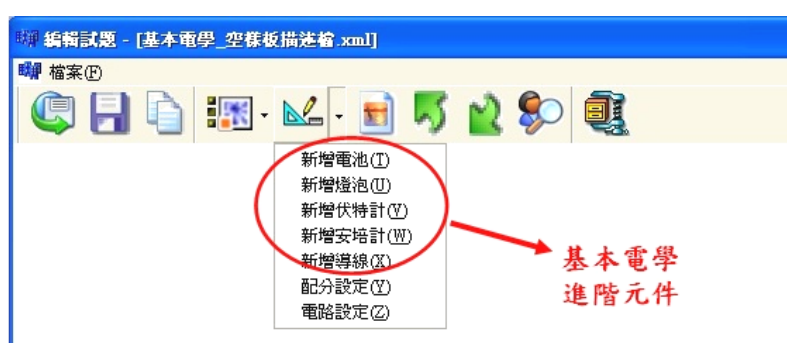 編輯試題 - [基本電學_空樣板描述檔.xml]
檔案(F)
新增電池(T)
新增燈泡(U)
新增伏特計(V)
新增安培計(W)
新增導線(X)
配分設定(Y)
電路設定(Z)
基本電學
進階元件